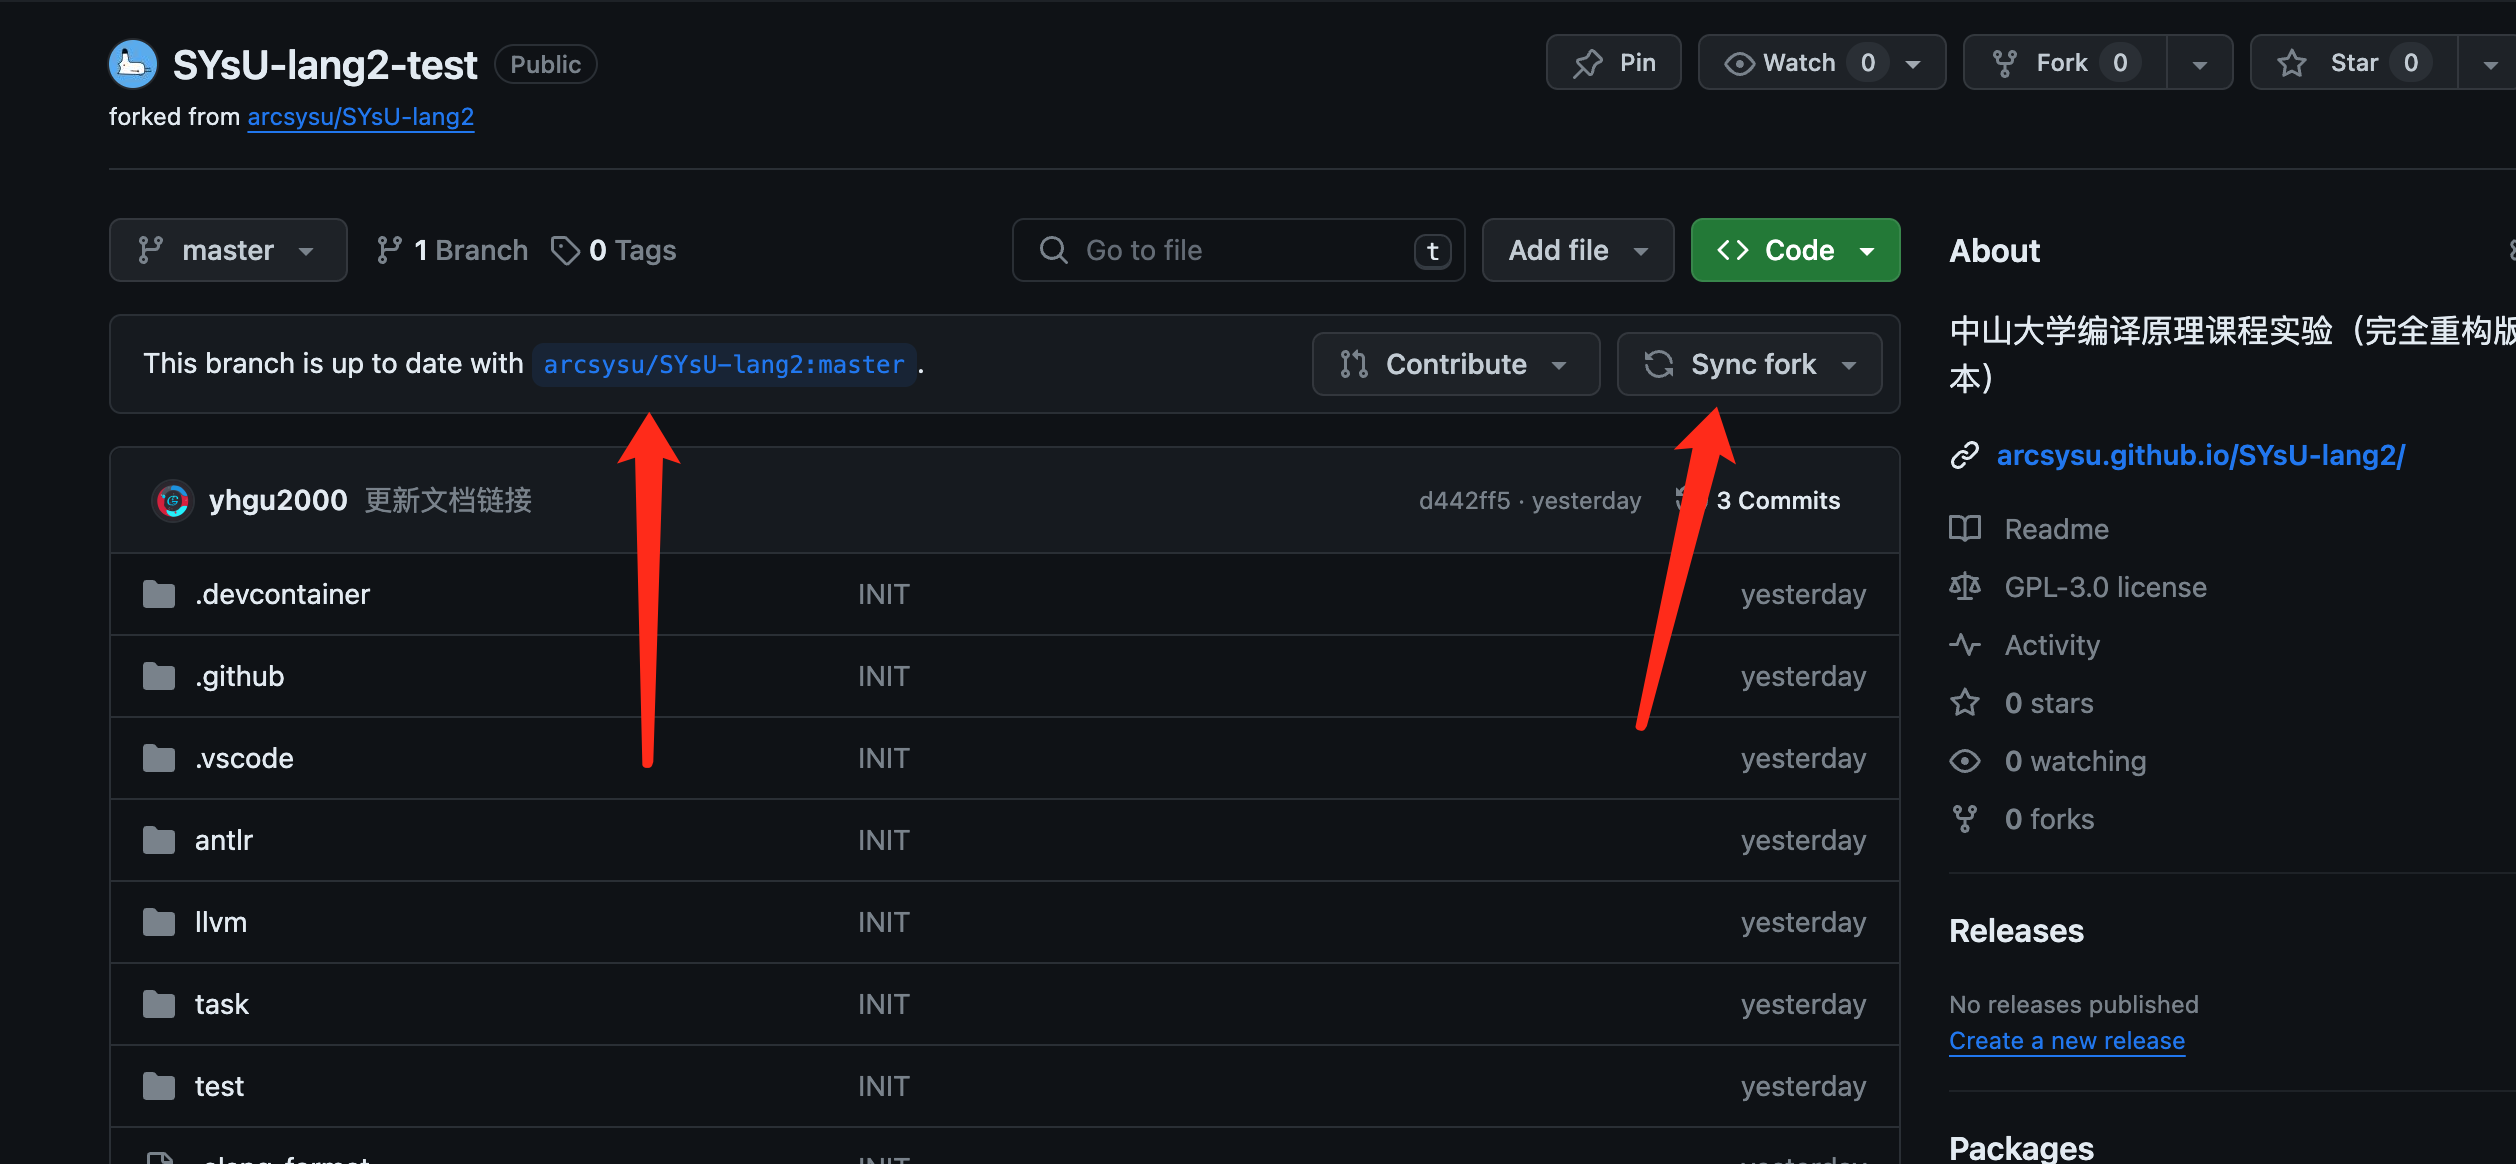 SYsU-lang2-test Public
Pin
Watch 0
Fork 0
Star 0
forked from arcsysu/SYsU-lang2
master
1 Branch
0 Tags
Go to file t
Add file
Code
This branch is up to date with arcsysu/SYsU-lang2:master.
Contribute
Sync fork
yhgu2000 更新文档链接
d442ff5 · yesterday
3 Commits
.devcontainer INIT yesterday
.github INIT yesterday
.vscode INIT yesterday
antlr INIT yesterday
llvm INIT yesterday
task INIT yesterday
test INIT yesterday
.clang-format INIT yesterday
About
中山大学编译原理课程实验（完全重构版
本）
arcsysu.github.io/SYsU-lang2/
Readme
GPL-3.0 license
Activity
0 stars
0 watching
0 forks
Releases
No releases published
Create a new release
Packages